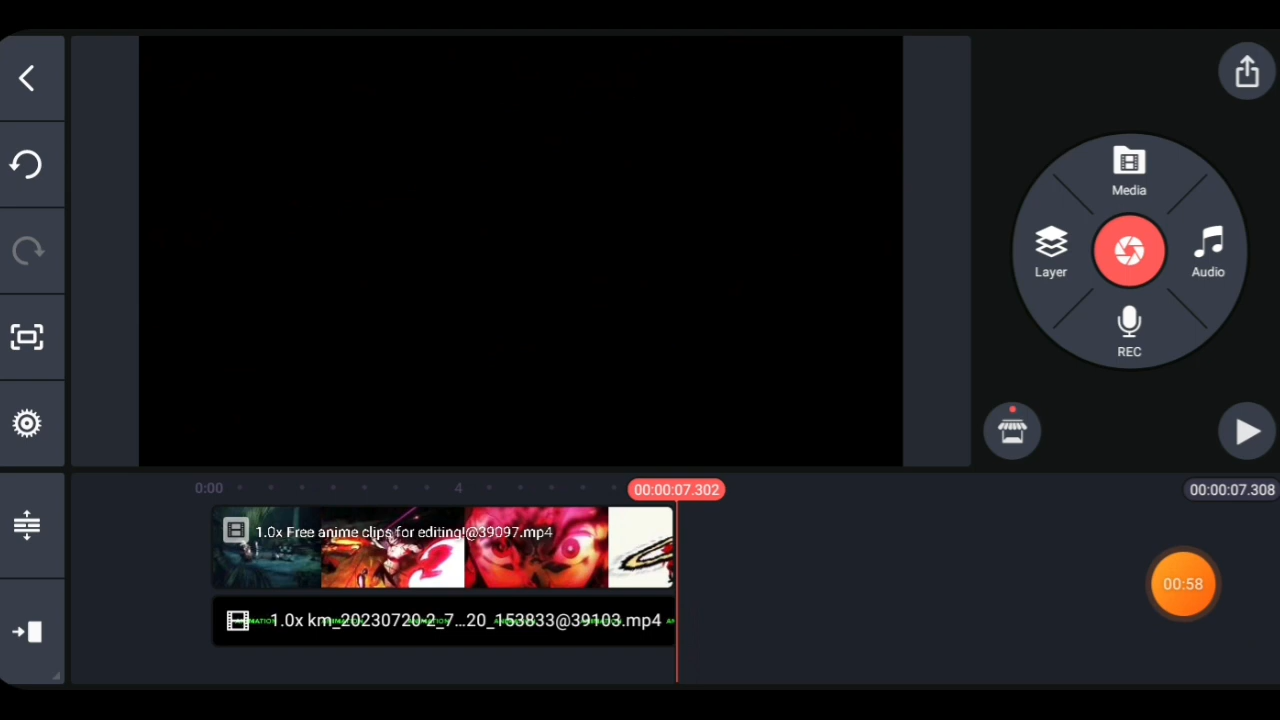 Media
Layer
Audio
REC
0:00
4
00:00:07.302
00:00:07.308
1.0x Free anime clips for editing!@39097.mp4
1.0x km_20230720-2_7...20_153833@39103.mp4
00:58